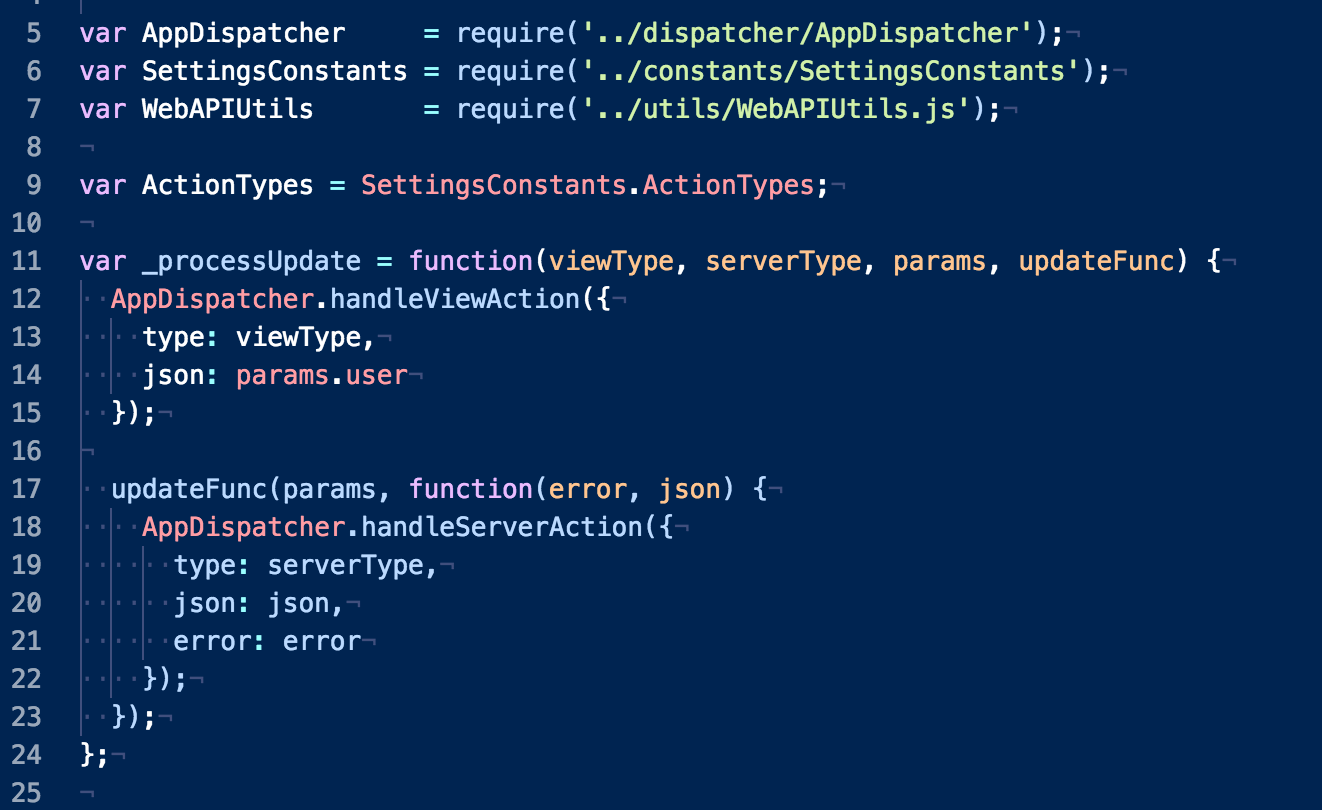 5 var AppDispatcher     = require('../dispatcher/AppDispatcher');¬
6 var SettingsConstants = require('../constants/SettingsConstants');¬
7 var WebAPIUtils       = require('../utils/WebAPIUtils.js');¬
8 ¬
9 var ActionTypes = SettingsConstants.ActionTypes;¬
10 ¬
11 var _processUpdate = function(viewType, serverType, params, updateFunc) {¬
12 ··AppDispatcher.handleViewAction({¬
13 ····type: viewType,¬
14 ····json: params.user¬
15 ··});¬
16 ¬
17 ··updateFunc(params, function(error, json) {¬
18 ····AppDispatcher.handleServerAction({¬
19 ······type: serverType,¬
20 ······json: json,¬
21 ······error: error¬
22 ····});¬
23 ··});¬
24 };¬
25 ¬